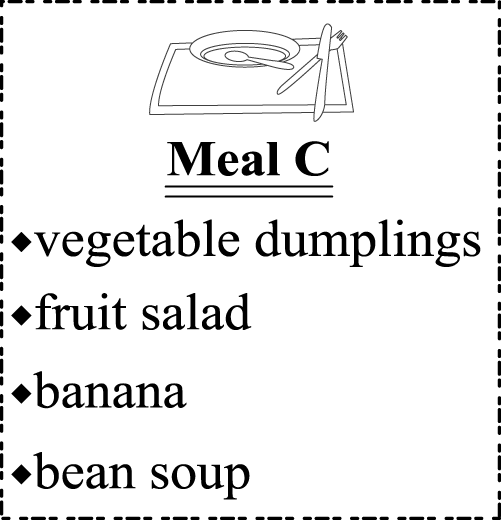 Meal C
◆vegetable dumplings
◆fruit salad
◆banana
◆bean soup